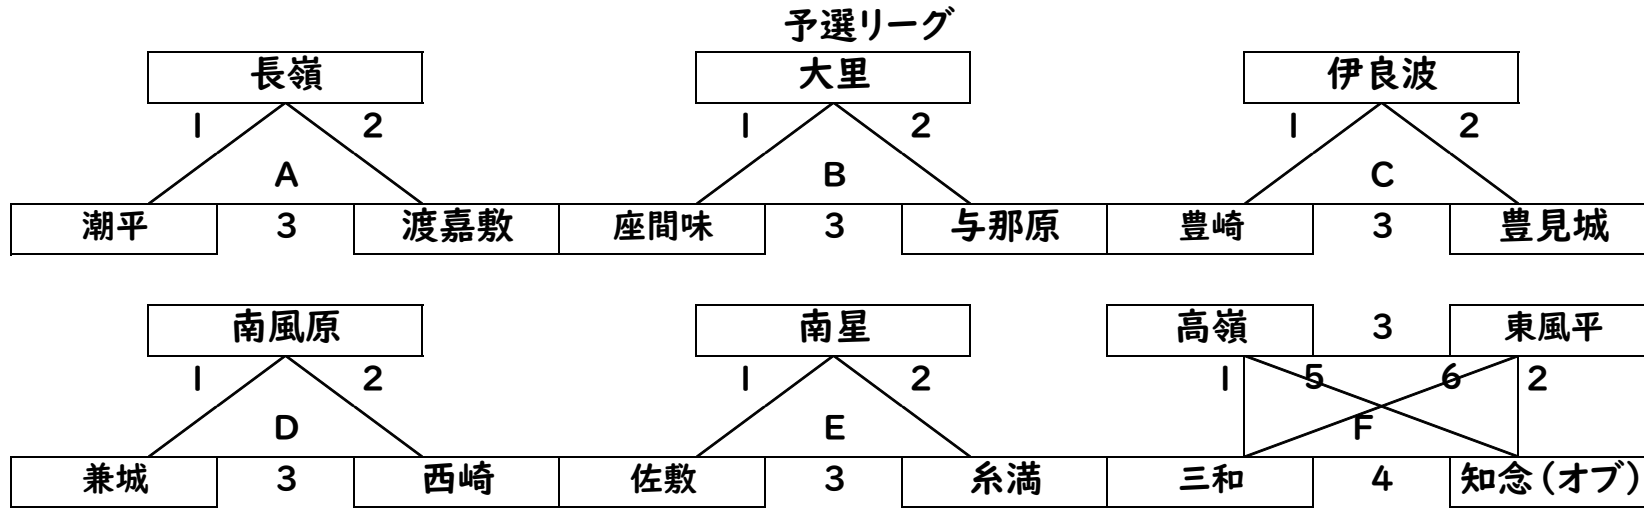 予選リーグ
長嶺 大里 伊良波
1 2 1 2 1 2
A B C
潮平 3 渡嘉敷 座間味 3 与那原 豊崎 3 豊見城
南風原 南星 高嶺 3 東風平
1 2 1 2 1 5 6 2
D E F
兼城 3 西崎 佐敷 3 糸満 三和 4 知念(オブ)